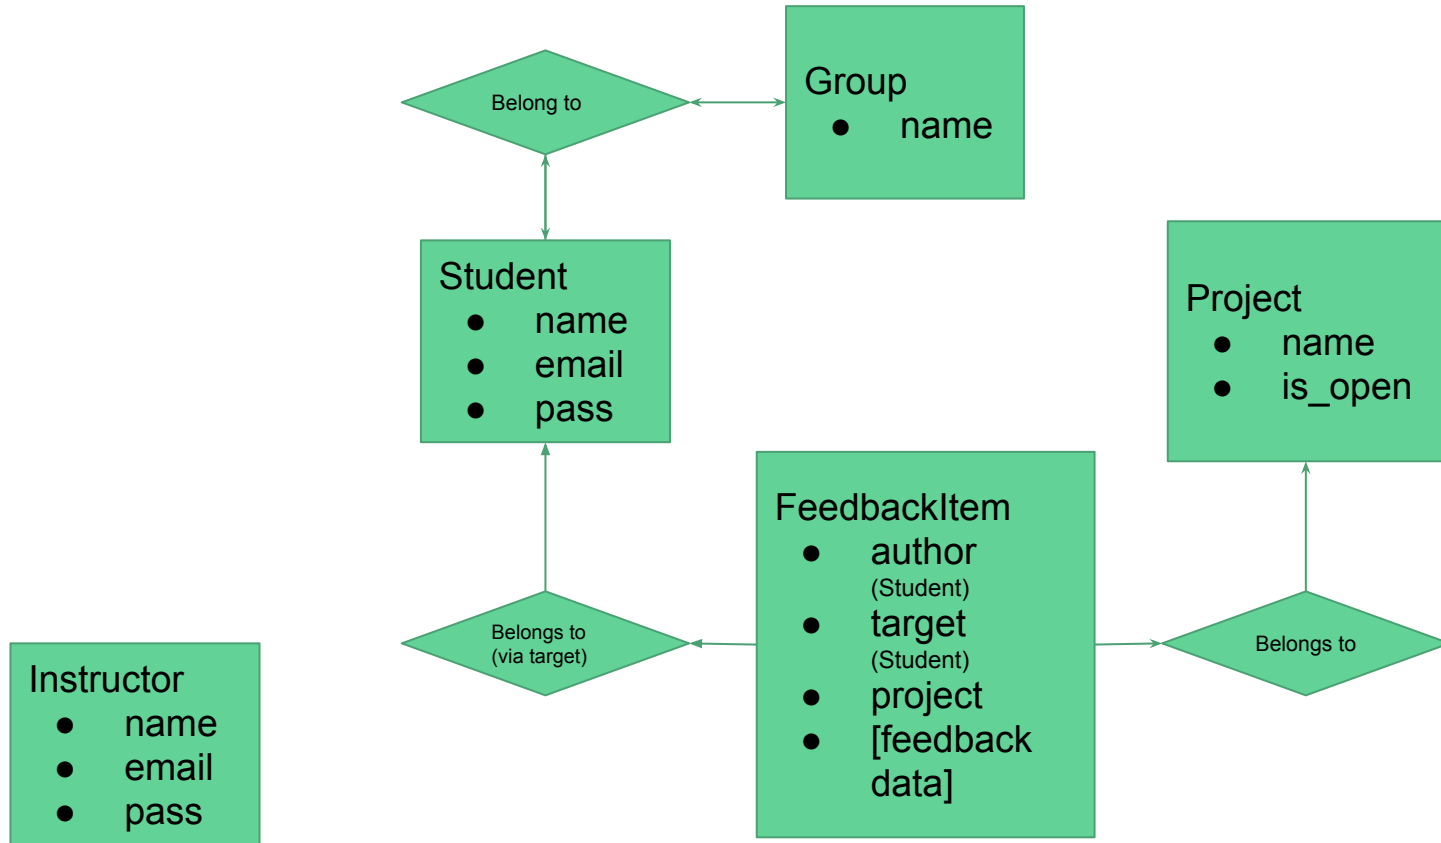 Belong to
Group
● name
Student
● name
● email
● pass
Project
● name
● is_open
FeedbackItem
● author
(Student)
● target
(Student)
● project
● [feedback
data]
Belongs to
(via target)
Belongs to
Instructor
● name
● email
● pass